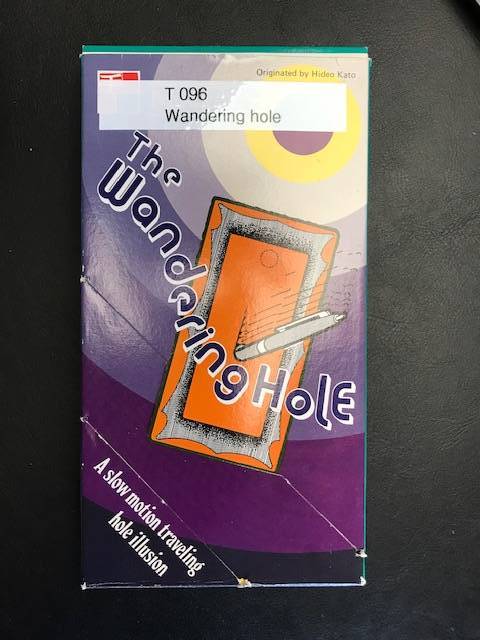 Originated by Hideo Kato
T 096
Wandering hole
The
Wandering Hole
A slow motion traveling
hole illusion